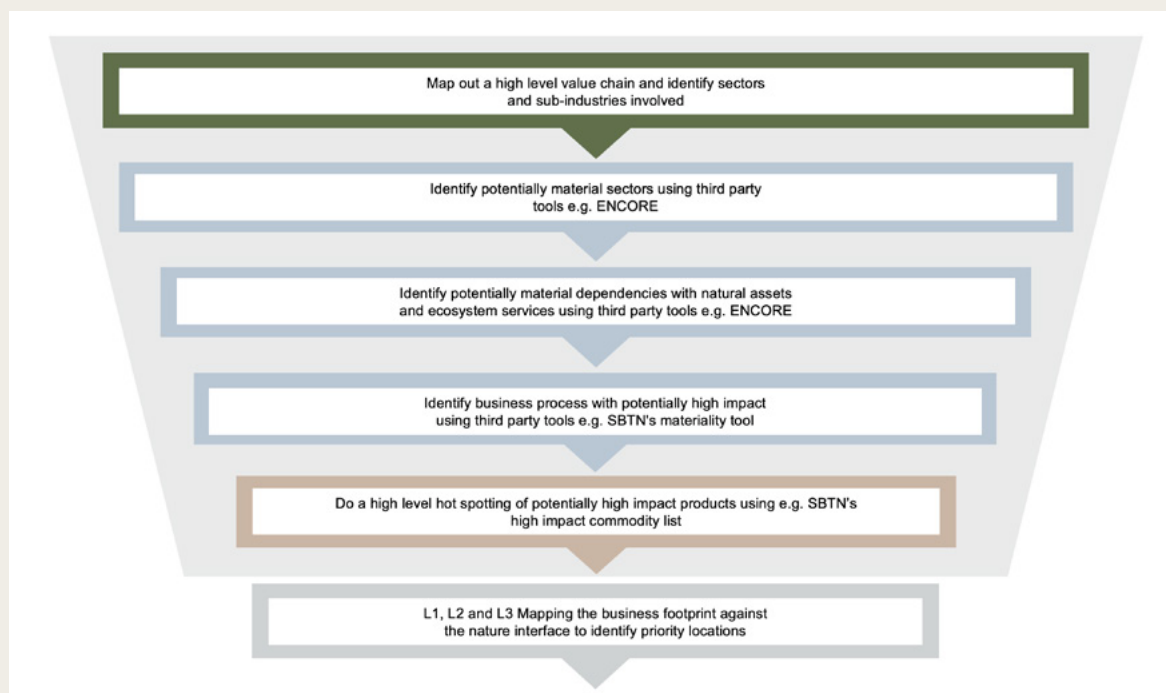 Map out a high level value chain and identify sectors
and sub-industries involved
Identify potentially material sectors using third party
tools e.g. ENCORE
Identify potentially material dependencies with natural assets
and ecosystem services using third party tools e.g. ENCORE
Identify business process with potentially high impact
using third party tools e.g. SBTN's materiality tool
Do a high level hot spotting of potentially high impact products using e.g. SBTN's
high impact commodity list
L1, L2 and L3 Mapping the business footprint against
the nature interface to identify priority locations